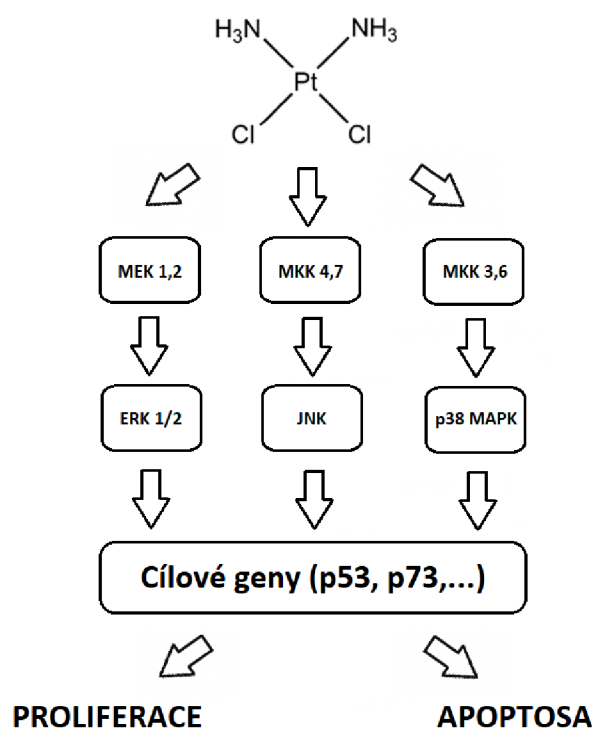 H₃N NH₃
Pt
Cl Cl
MEK 1,2 MKK 4,7 MKK 3,6
ERK 1/2 JNK p38 MAPK
Cílové geny (p53, p73,...)
PROLIFERACE APOPTOSA